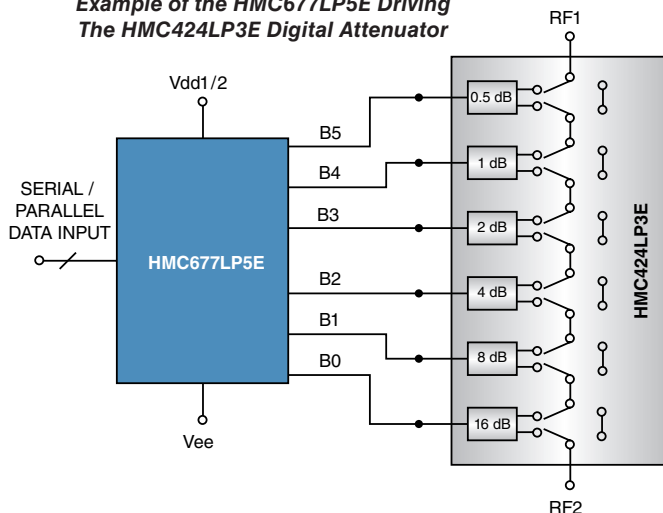 Example of the HMC677LP5E Driving
The HMC424LP3E Digital Attenuator
RF1
Vdd1/2
SERIAL /
PARALLEL
DATA INPUT
HMC677LP5E
Vee
B5
B4
B3
B2
B1
B0
0.5 dB
1 dB
2 dB
4 dB
8 dB
16 dB
HMC424LP3E
RF2